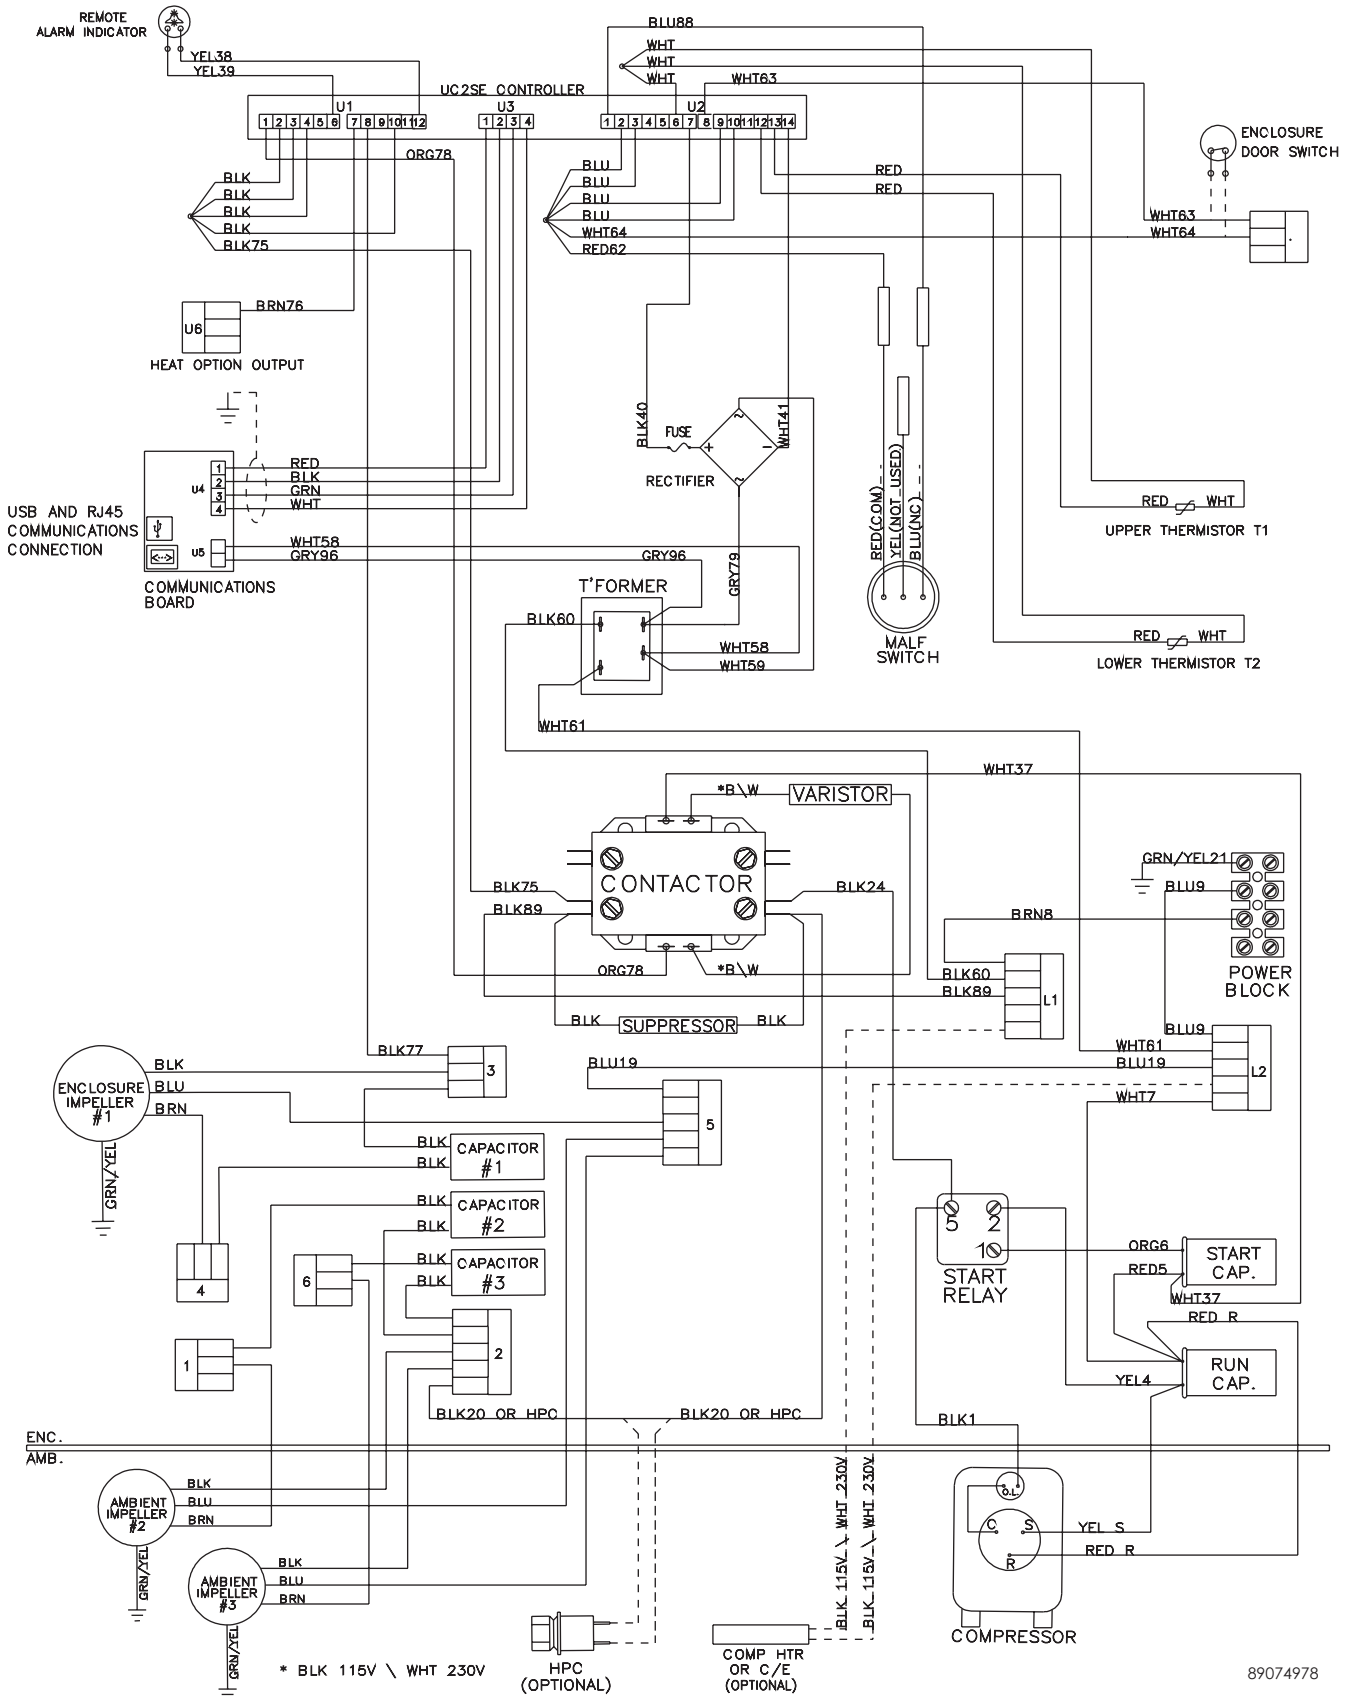 REMOTE
ALARM INDICATOR
YEL38
YEL39
BLU88
WHT
WHT
WHT
WHT63
UC2SE CONTROLLER
U1
U3
U2
1 2 3 4 5 6 7 8 9 10 11 12
1 2 3 4
1 2 3 4 5 6 7 8 9 10 11 12 13 14
ENCLOSURE
DOOR SWITCH
ORG78
BLK
BLK
BLK
BLK
BLK75
BLU
BLU
BLU
BLU
WHT64
RED62
RED
RED
WHT63
WHT64
BRN76
U6
HEAT OPTION OUTPUT
BLK40
FUSE
+
~
~
-
WHT41
RECTIFIER
RED(COM)
YEL(NOT USED)
BLU(NC)
RED
BLK
GRN
WHT
U4
1
2
3
4
U5
USB AND RJ45
COMMUNICATIONS
CONNECTION
WHT58
GRY96
GRY96
GRY79
COMMUNICATIONS
BOARD
RED
WHT
UPPER THERMISTOR T1
T'FORMER
BLK60
WHT58
WHT59
MALF
SWITCH
RED
WHT
LOWER THERMISTOR T2
WHT61
WHT37
*B\W
VARISTOR
CONTACTOR
BLK75
BLK89
BLK24
GRN/YEL21
BLU9
BRN8
POWER
BLOCK
ORG78
*B\W
BLK60
BLK89
L1
BLK
SUPPRESSOR
BLK
BLU9
WHT61
BLU19
L2
WHT7
BLK77
3
BLU19
5
ENCLOSURE
IMPELLER
#1
BLK
BLU
BRN
GRN/YEL
BLK
BLK
CAPACITOR
#1
BLK
BLK
CAPACITOR
#2
BLK
BLK
CAPACITOR
#3
4
6
1
2
5
2
1
START
RELAY
ORG6
RED5
START
CAP.
WHT37
RED R
RUN
CAP.
YEL4
BLK20 OR HPC
BLK20 OR HPC
BLK1
ENC.
AMB.
AMBIENT
IMPELLER
#2
BLK
BLU
BRN
GRN/YEL
AMBIENT
IMPELLER
#3
BLK
BLU
BRN
GRN/YEL
BLK 115V \ WHT 230V
BLK 115V \ WHT 230V
O.L.
C
S
R
YEL S
RED R
COMPRESSOR
* BLK 115V \ WHT 230V
HPC
(OPTIONAL)
COMP HTR
OR C/E
(OPTIONAL)
89074978